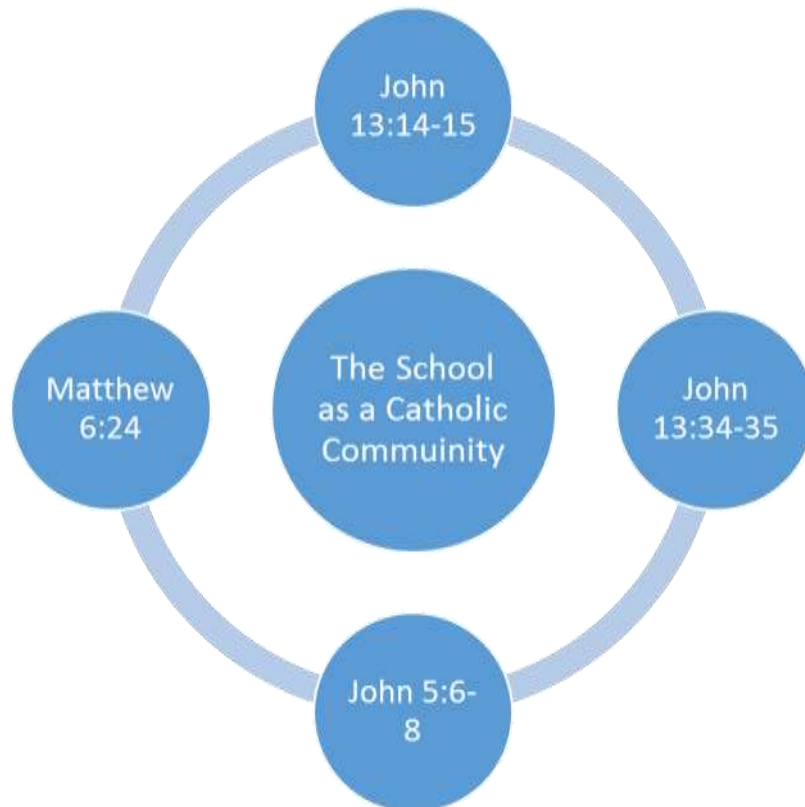 John
13:14-15
Matthew
6:24
The School
as a Catholic
Commuinity
John
13:34-35
John 5:6-
8